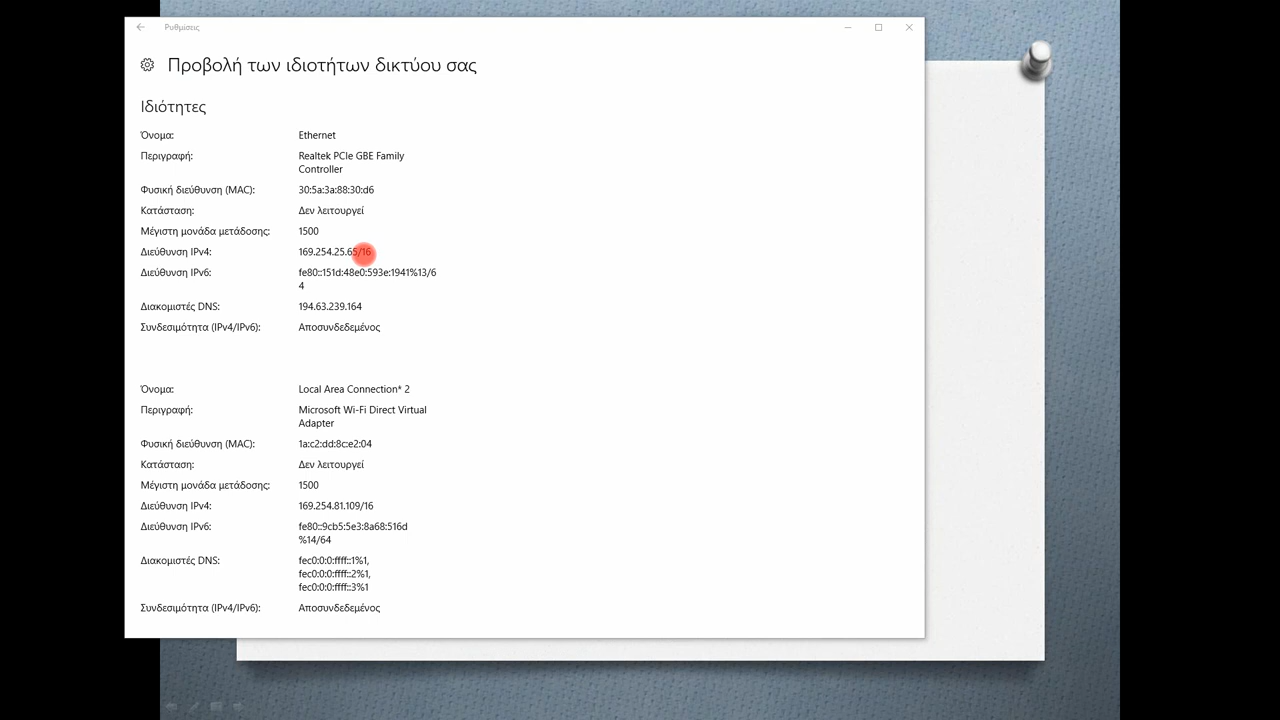 Ρυθμίσεις
Προβολή των ιδιοτήτων δικτύου σας
Ιδιότητες
Όνομα: Ethernet
Περιγραφή: Realtek PCIe GBE Family
Controller
Φυσική διεύθυνση (MAC): 30:5a:3a:88:30:d6
Κατάσταση: Δεν λειτουργεί
Μέγιστη μονάδα μετάδοσης: 1500
Διεύθυνση IPv4: 169.254.25.65/16
Διεύθυνση IPv6: fe80::151d:48e0:593e:1941%13/6
4
Διακομιστές DNS: 194.63.239.164
Συνδεσιμότητα (IPv4/IPv6): Αποσυνδεδεμένος
Όνομα: Local Area Connection* 2
Περιγραφή: Microsoft Wi-Fi Direct Virtual
Adapter
Φυσική διεύθυνση (MAC): 1a:c2:dd:8c:e2:04
Κατάσταση: Δεν λειτουργεί
Μέγιστη μονάδα μετάδοσης: 1500
Διεύθυνση IPv4: 169.254.81.109/16
Διεύθυνση IPv6: fe80::9cb5:5e3:8a68:516d
%14/64
Διακομιστές DNS: fec0:0:0:ffff::1%1,
fec0:0:0:ffff::2%1,
fec0:0:0:ffff::3%1
Συνδεσιμότητα (IPv4/IPv6): Αποσυνδεδεμένος